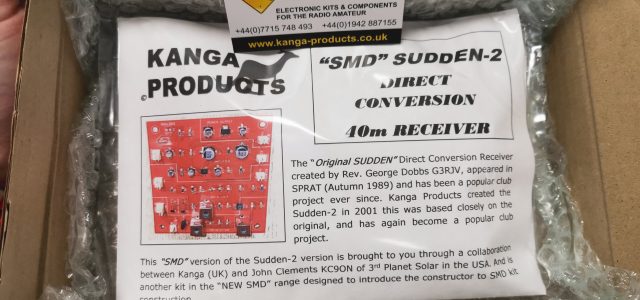 ELECTRONIC KITS & COMPONENTS
FOR THE RADIO AMATEUR
+44(0)7715 748 493 +44(0)1942 887155
www.kanga-products.co.uk
KANGA
PRODUCTS
©
“SMD” SUDDEN-2
DIRECT
CONVERSION
40m RECEIVER
The “Original SUDDEN” Direct Conversion Receiver
created by Rev. George Dobbs G3RJV, appeared in
SPRAT (Autumn 1989) and has been a popular club
project ever since. Kanga Products created the
Sudden-2 in 2001 this was based closely on the
original, and has again become a popular club
project.
This “SMD” version of the Sudden-2 version is brought to you through a collaboration
between Kanga (UK) and John Clements KC9ON of 3rd Planet Solar in the USA. And is
another kit in the “NEW SMD” range designed to introduce the constructor to SMD kit
construction.